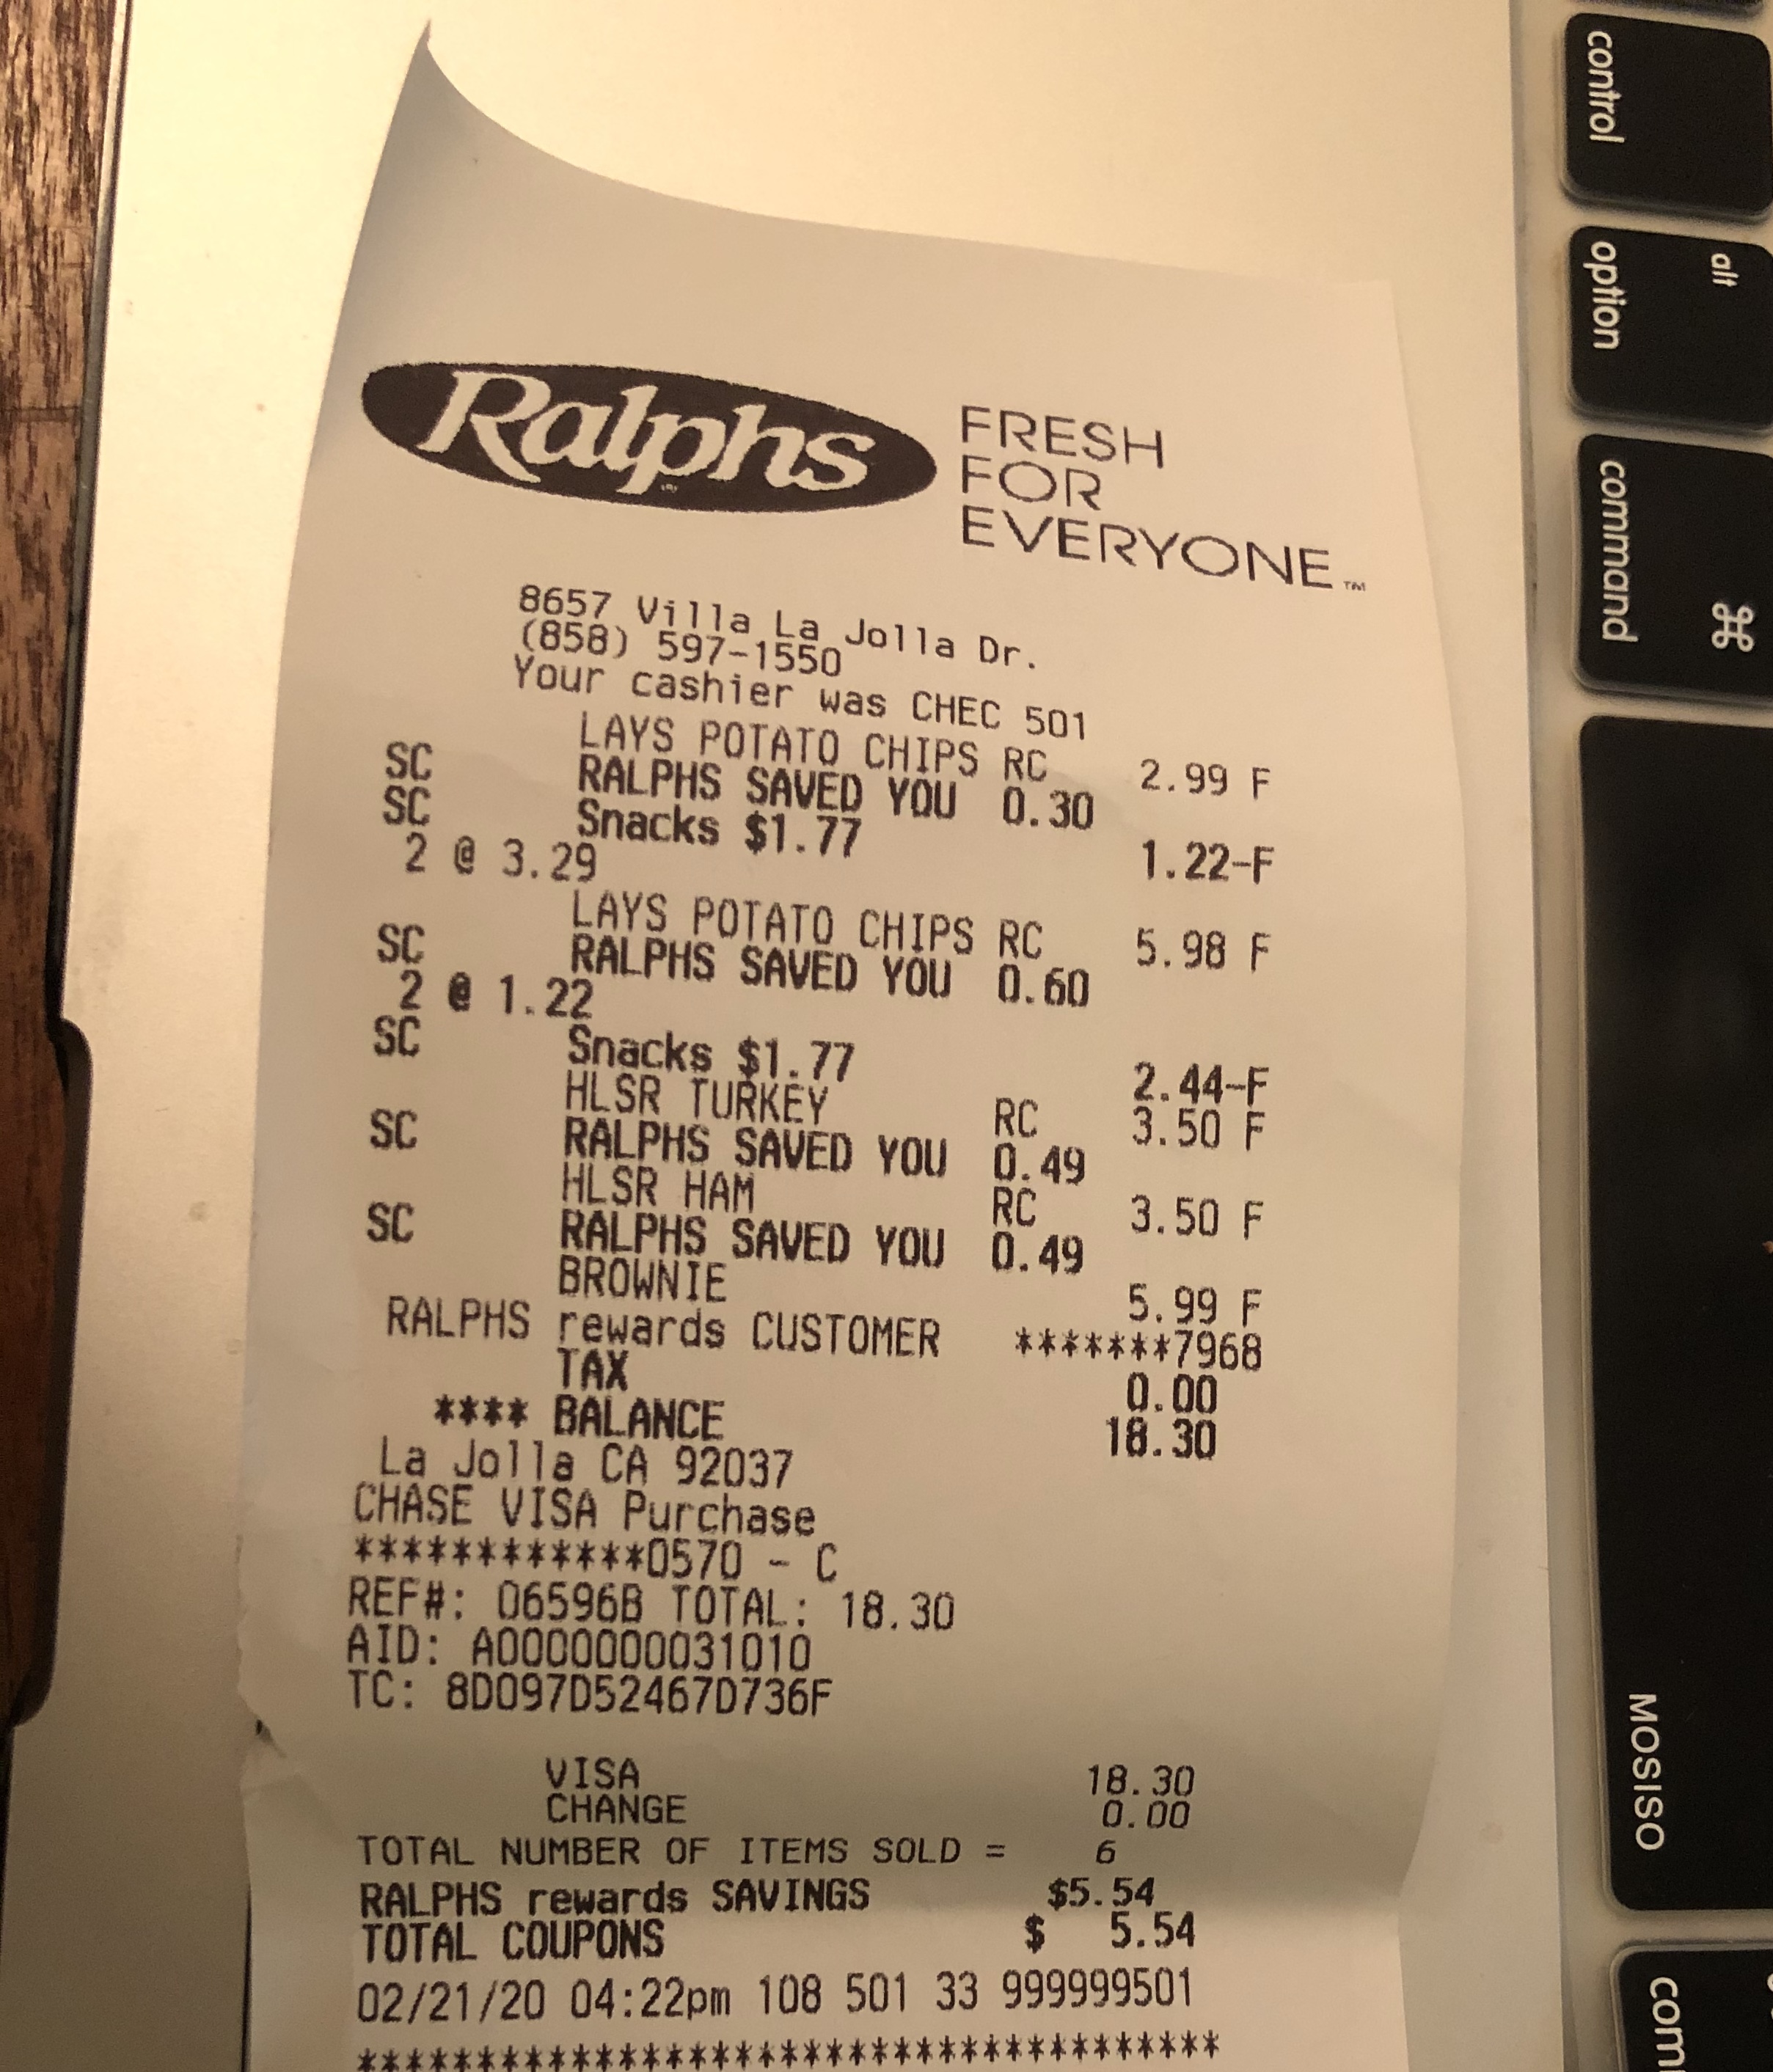 Ralphs FRESH
FOR
EVERYONE™
8657 Villa La Jolla Dr.
(858) 597-1550
Your cashier was CHEC 501
LAYS POTATO CHIPS RC 2.99 F
SC RALPHS SAVED YOU 0.30
SC Snacks $1.77 1.22-F
2 @ 3.29
LAYS POTATO CHIPS RC 5.98 F
SC RALPHS SAVED YOU 0.60
2 @ 1.22
SC Snacks $1.77 2.44-F
HLSR TURKEY RC 3.50 F
SC RALPHS SAVED YOU 0.49
HLSR HAM RC 3.50 F
SC RALPHS SAVED YOU 0.49
BROWNIE 5.99 F
RALPHS rewards CUSTOMER *******7968
TAX 0.00
**** BALANCE 18.30
La Jolla CA 92037
CHASE VISA Purchase
************0570 - C
REF#: 06596B TOTAL: 18.30
AID: A0000000031010
TC: 8D097D52467D736F
VISA 18.30
CHANGE 0.00
TOTAL NUMBER OF ITEMS SOLD = 6
RALPHS rewards SAVINGS $5.54
TOTAL COUPONS $ 5.54
02/21/20 04:22pm 108 501 33 999999501
*************************************
control
alt
option
command ⌘
MOSISO
com